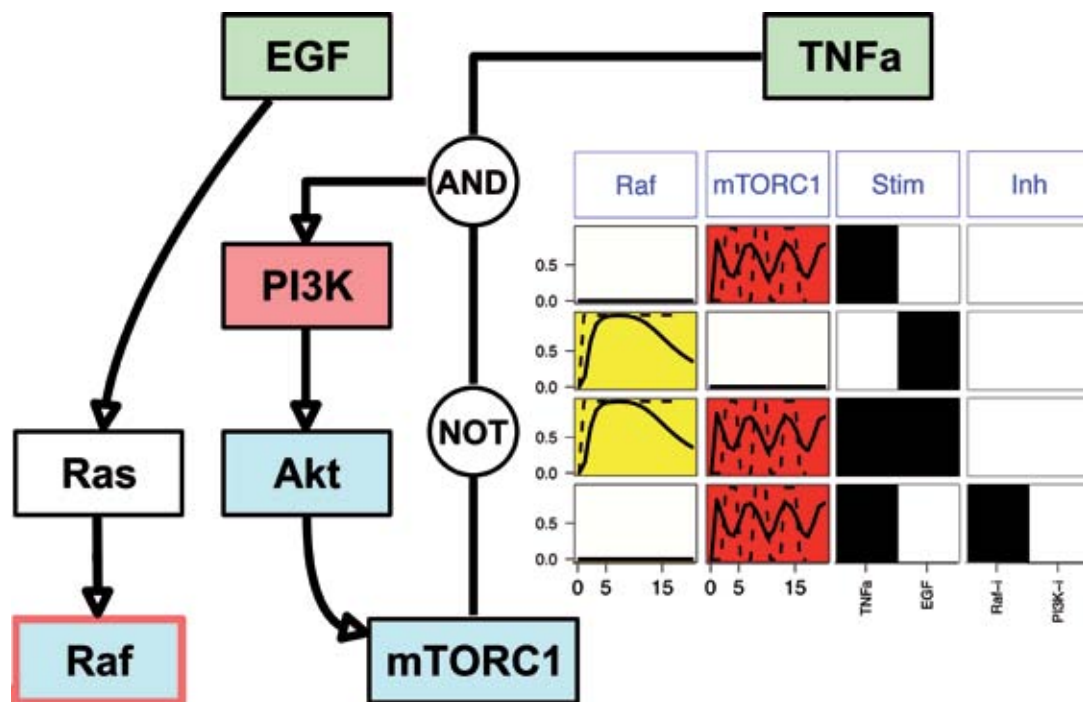 EGF
TNFa
AND
PI3K
NOT
Ras
Akt
Raf
mTORC1
Raf mTORC1 Stim Inh
0.5
0.0
0.5
0.0
0.5
0.0
0.5
0.0
0 5 15 0 5 15
TNFa EGF Raf-i PI3K-i